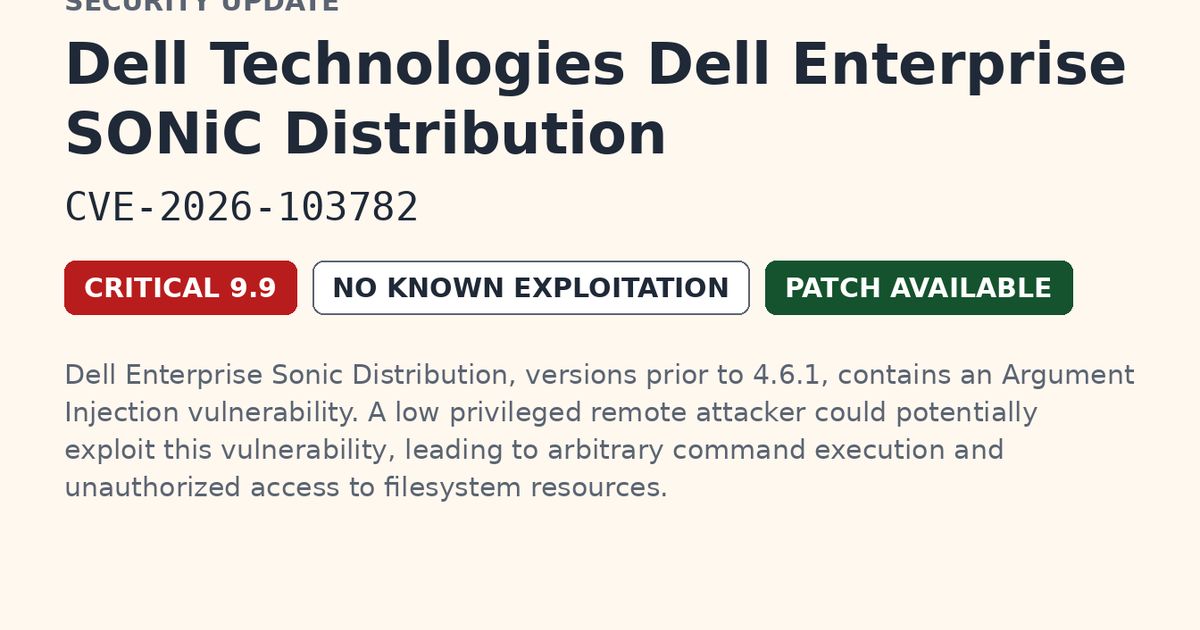 SECURITY UPDATE
Dell Technologies Dell Enterprise
SONiC Distribution
CVE-2026-103782
CRITICAL 9.9
NO KNOWN EXPLOITATION
PATCH AVAILABLE
Dell Enterprise Sonic Distribution, versions prior to 4.6.1, contains an Argument
Injection vulnerability. A low privileged remote attacker could potentially
exploit this vulnerability, leading to arbitrary command execution and
unauthorized access to filesystem resources.